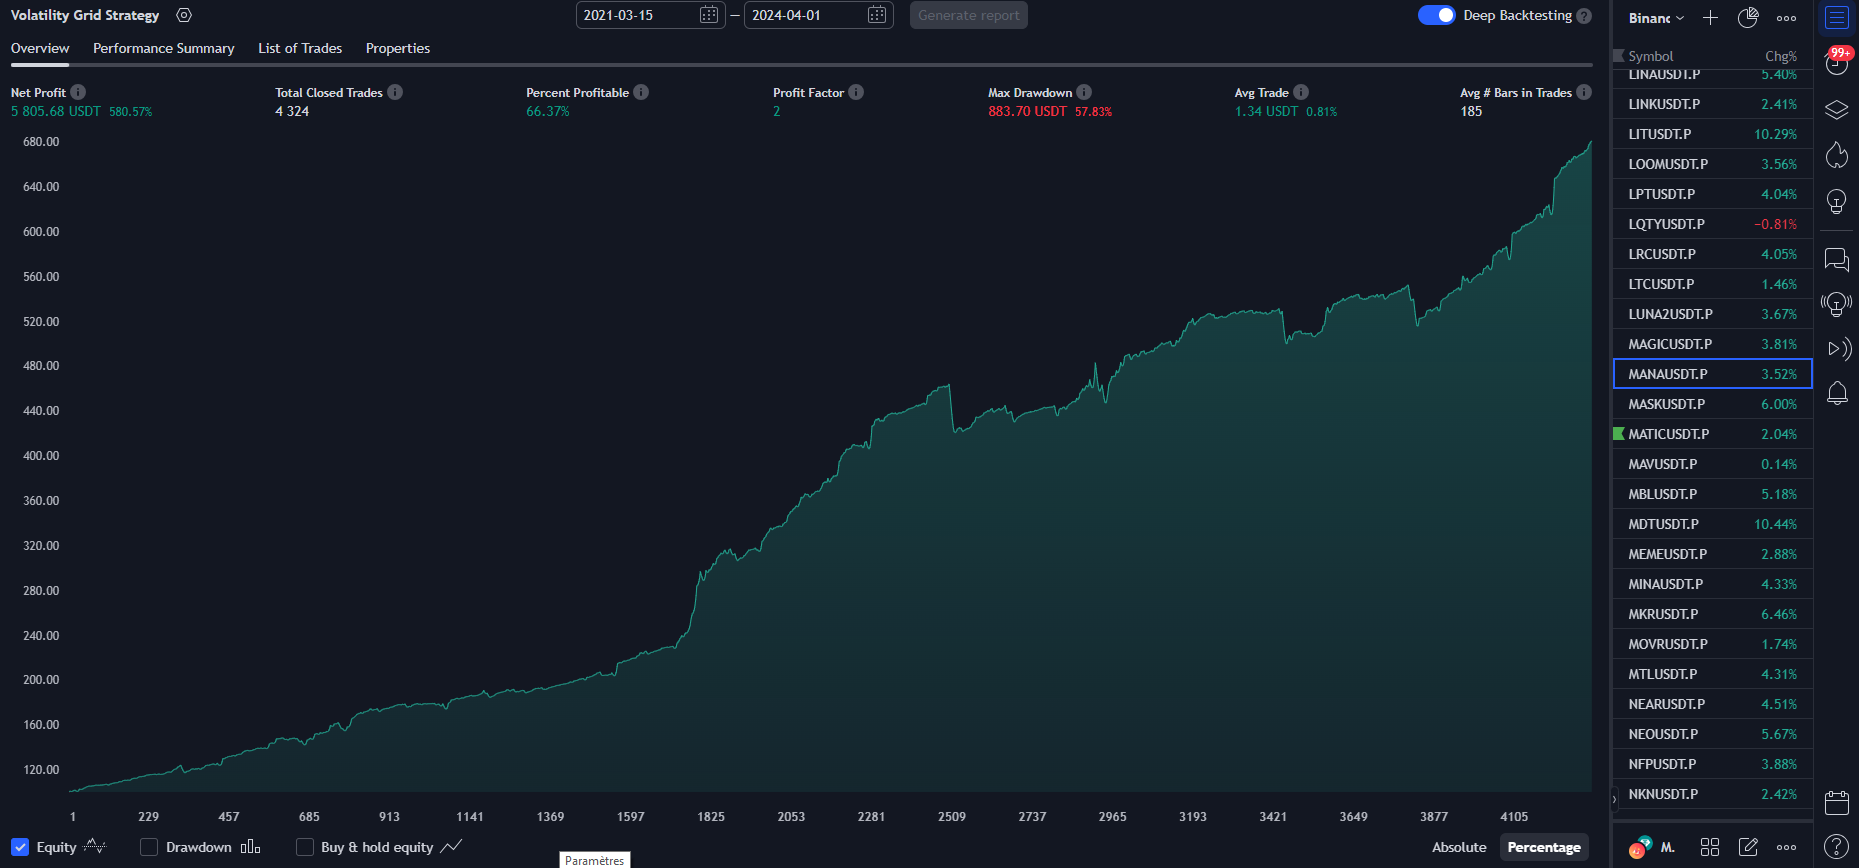 Volatility Grid Strategy
2021-03-15 — 2024-04-01 Generate report
Deep Backtesting ?
Overview Performance Summary List of Trades Properties
Net Profit
5 805.68 USDT 580.57%
Total Closed Trades
4 324
Percent Profitable
66.37%
Profit Factor
2
Max Drawdown
883.70 USDT 57.83%
Avg Trade
1.34 USDT 0.81%
Avg # Bars in Trades
185
680.00
640.00
600.00
560.00
520.00
480.00
440.00
400.00
360.00
320.00
280.00
240.00
200.00
160.00
120.00
1 229 457 685 913 1141 1369 1597 1825 2053 2281 2509 2737 2965 3193 3421 3649 3877 4105
Equity Drawdown Buy & hold equity
Paramètres
Absolute Percentage
Binanc
99+
Symbol Chg%
LINAUSDT.P 5.40%
LINKUSDT.P 2.41%
LITUSDT.P 10.29%
LOOMUSDT.P 3.56%
LPTUSDT.P 4.04%
LQTYUSDT.P −0.81%
LRCUSDT.P 4.05%
LTCUSDT.P 1.46%
LUNA2USDT.P 3.67%
MAGICUSDT.P 3.81%
MANAUSDT.P 3.52%
MASKUSDT.P 6.00%
MATICUSDT.P 2.04%
MAVUSDT.P 0.14%
MBLUSDT.P 5.18%
MDTUSDT.P 10.44%
MEMEUSDT.P 2.88%
MINAUSDT.P 4.33%
MKRUSDT.P 6.46%
MOVRUSDT.P 1.74%
MTLUSDT.P 4.31%
NEARUSDT.P 4.51%
NEOUSDT.P 5.67%
NFPUSDT.P 3.88%
NKNUSDT.P 2.42%
M.